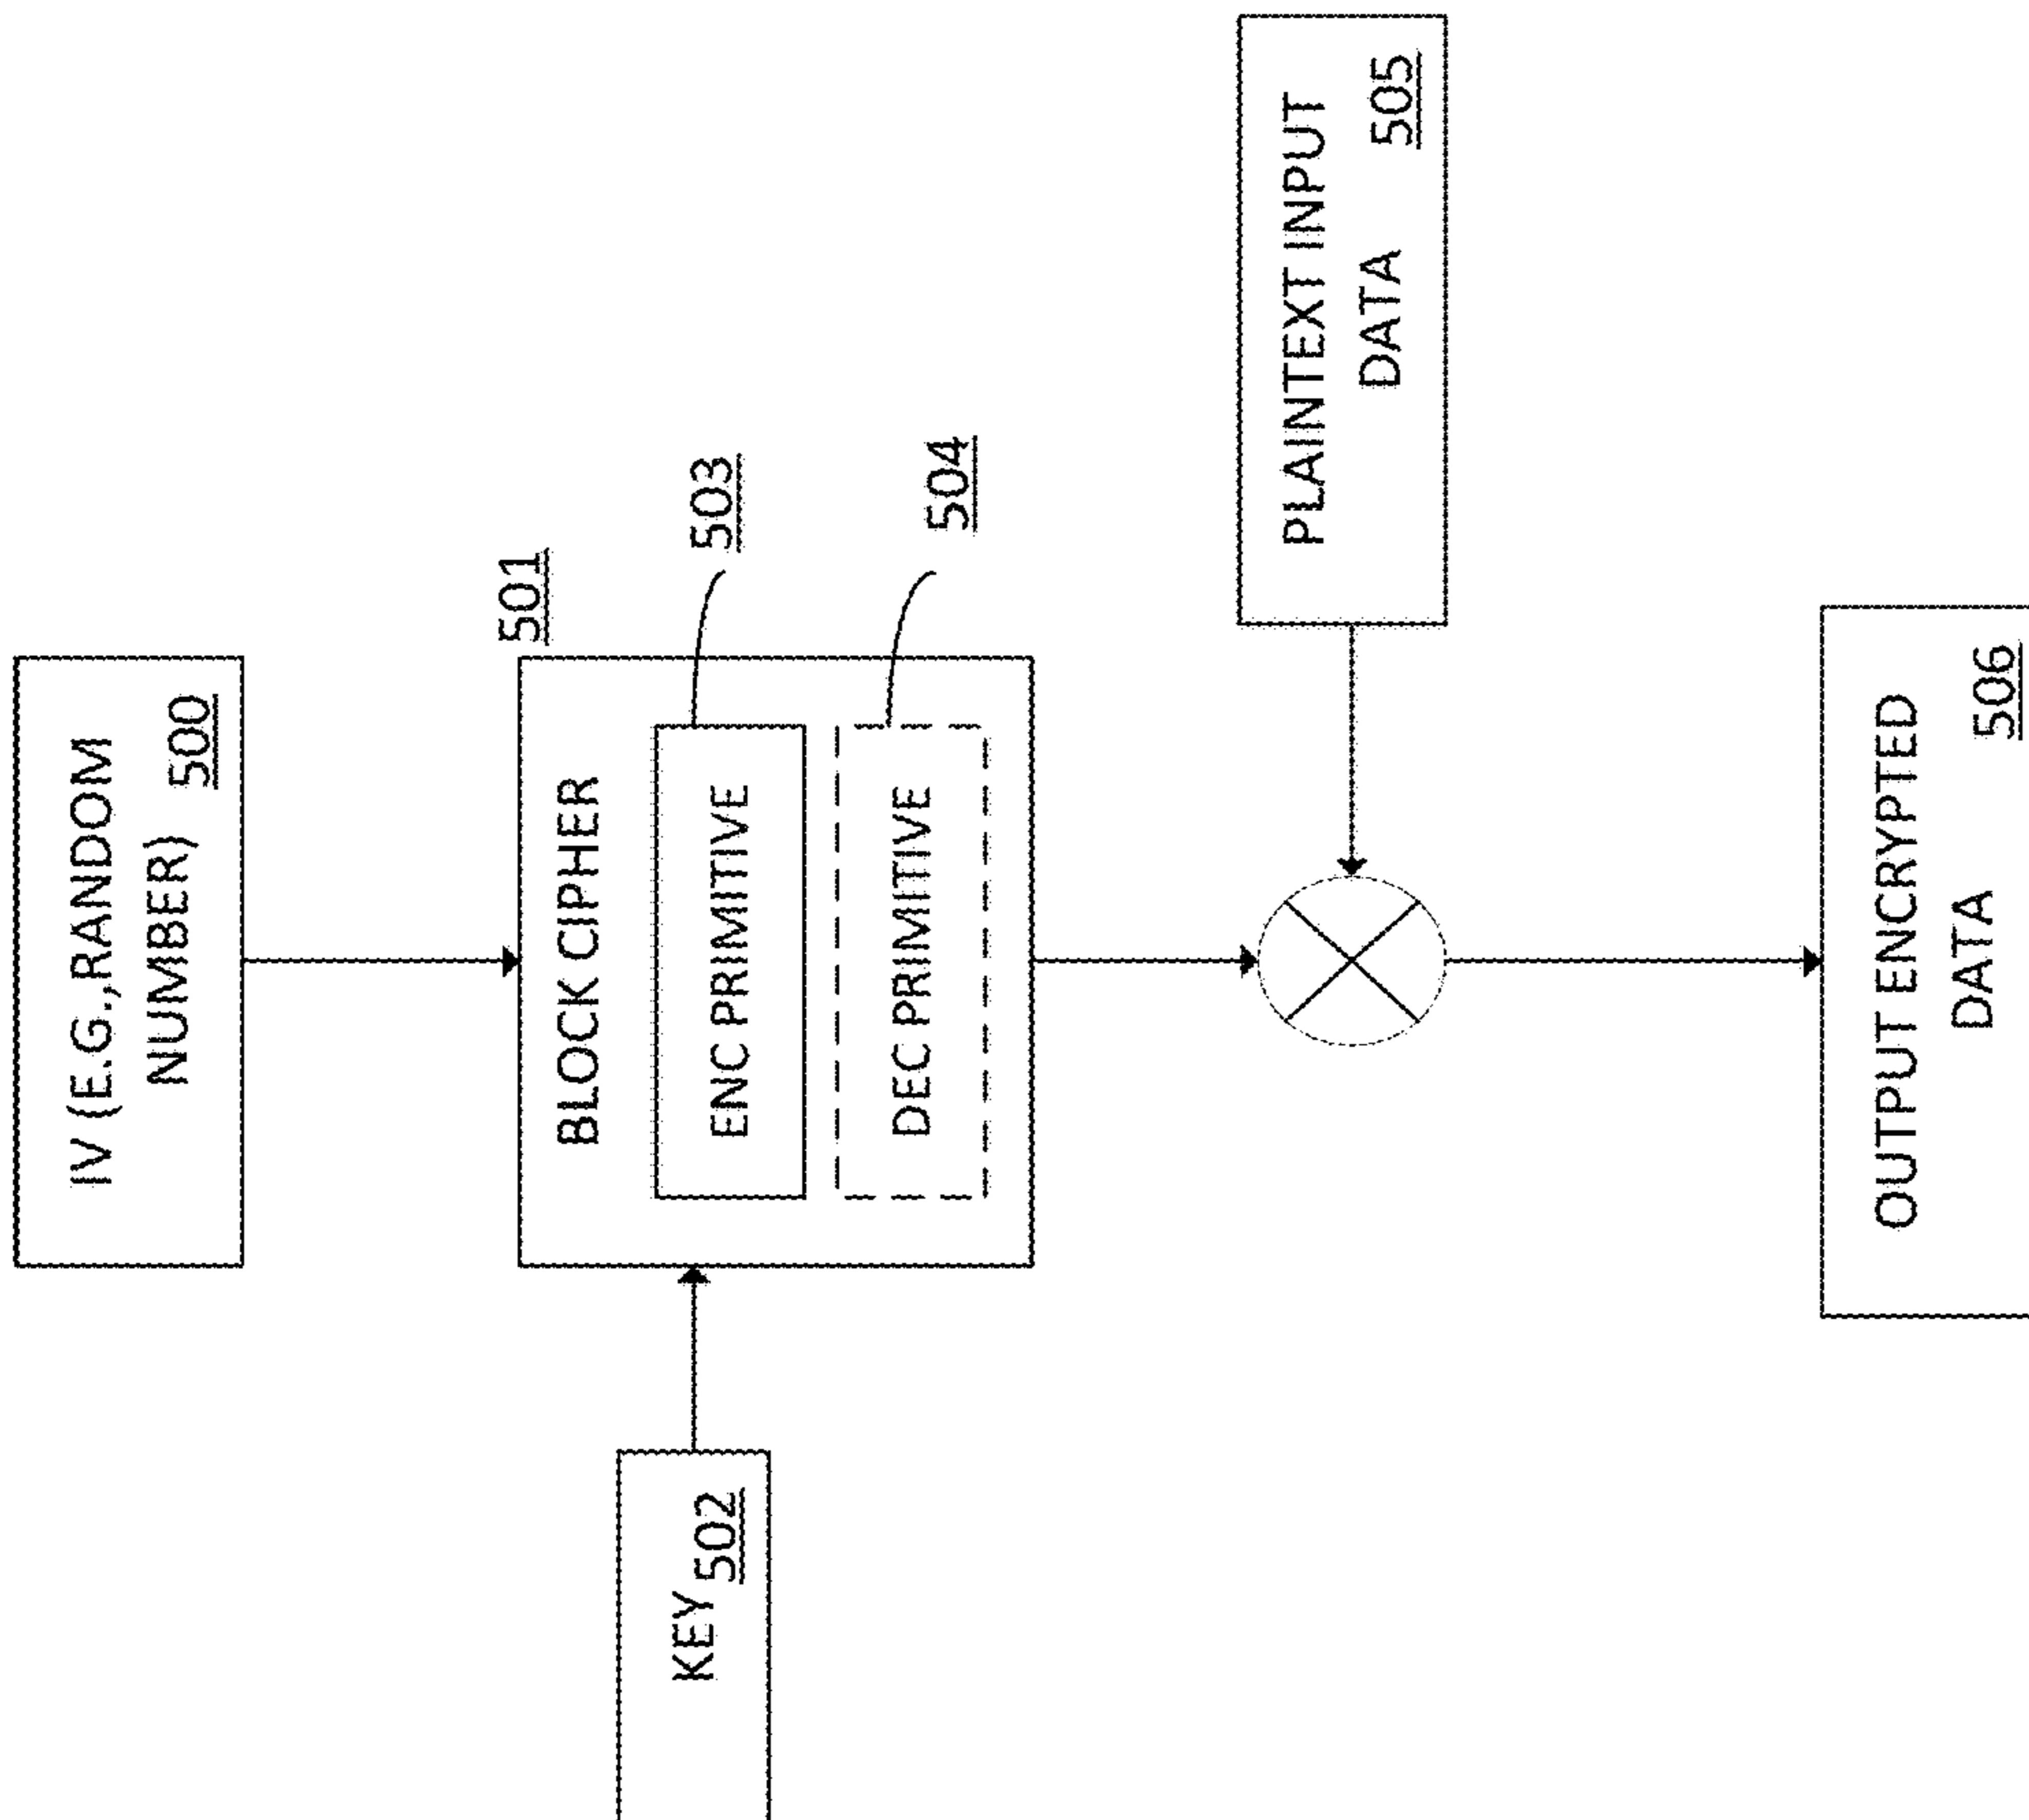 IV (E.G.,RANDOM
NUMBER) 500
501
BLOCK CIPHER
ENC PRIMITIVE
503
DEC PRIMITIVE
504
KEY 502
PLAINTEXT INPUT
DATA 505
OUTPUT ENCRYPTED
DATA
506